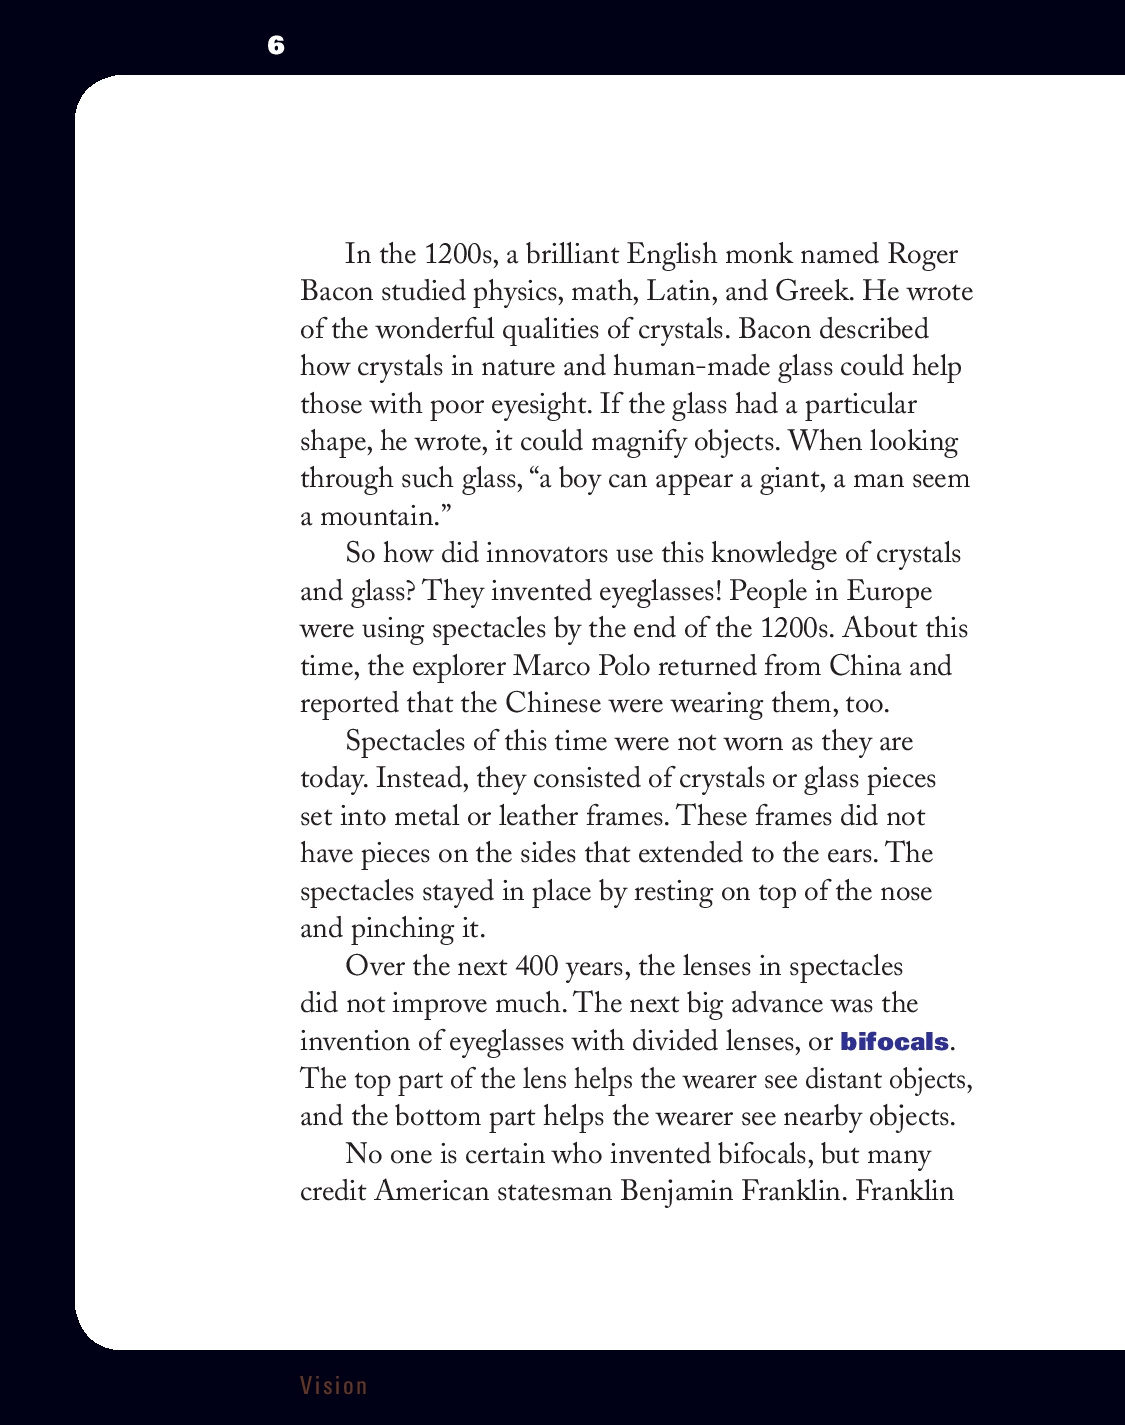 6
In the 1200s, a brilliant English monk named Roger
Bacon studied physics, math, Latin, and Greek. He wrote
of the wonderful qualities of crystals. Bacon described
how crystals in nature and human-made glass could help
those with poor eyesight. If the glass had a particular
shape, he wrote, it could magnify objects. When looking
through such glass, “a boy can appear a giant, a man seem
a mountain.”
So how did innovators use this knowledge of crystals
and glass? They invented eyeglasses! People in Europe
were using spectacles by the end of the 1200s. About this
time, the explorer Marco Polo returned from China and
reported that the Chinese were wearing them, too.
Spectacles of this time were not worn as they are
today. Instead, they consisted of crystals or glass pieces
set into metal or leather frames. These frames did not
have pieces on the sides that extended to the ears. The
spectacles stayed in place by resting on top of the nose
and pinching it.
Over the next 400 years, the lenses in spectacles
did not improve much. The next big advance was the
invention of eyeglasses with divided lenses, or bifocals.
The top part of the lens helps the wearer see distant objects,
and the bottom part helps the wearer see nearby objects.
No one is certain who invented bifocals, but many
credit American statesman Benjamin Franklin. Franklin
Vision